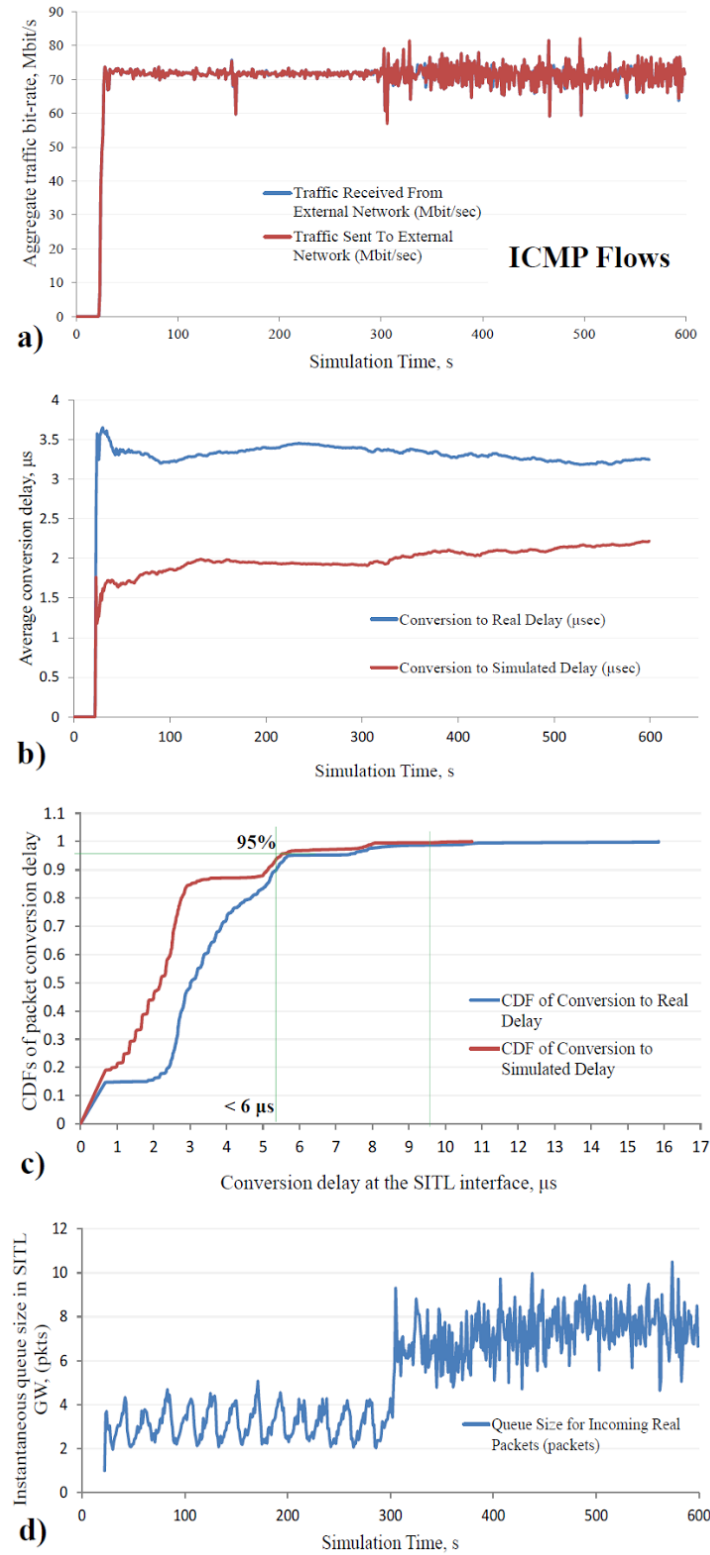 Aggregate traffic bit-rate, Mbit/s
90
80
70
60
50
40
30
20
10
0
Traffic Received From
External Network (Mbit/sec)
Traffic Sent To External
Network (Mbit/sec)
ICMP Flows
0 100 200 300 400 500 600
a)
Simulation Time, s
Average conversion delay, μs
4
3.5
3
2.5
2
1.5
1
0.5
0
Conversion to Real Delay (μsec)
Conversion to Simulated Delay (μsec)
0 100 200 300 400 500 600
b)
Simulation Time, s
CDFs of packet conversion delay
1.1
1
0.9
0.8
0.7
0.6
0.5
0.4
0.3
0.2
0.1
0
95%
CDF of Conversion to Real
Delay
CDF of Conversion to
Simulated Delay
< 6 μs
0 1 2 3 4 5 6 7 8 9 10 11 12 13 14 15 16 17
c)
Conversion delay at the SITL interface, μs
Instantaneous queue size in SITL
GW, (pkts)
12
10
8
6
4
2
0
Queue Size for Incoming Real
Packets (packets)
0 100 200 300 400 500 600
d)
Simulation Time, s